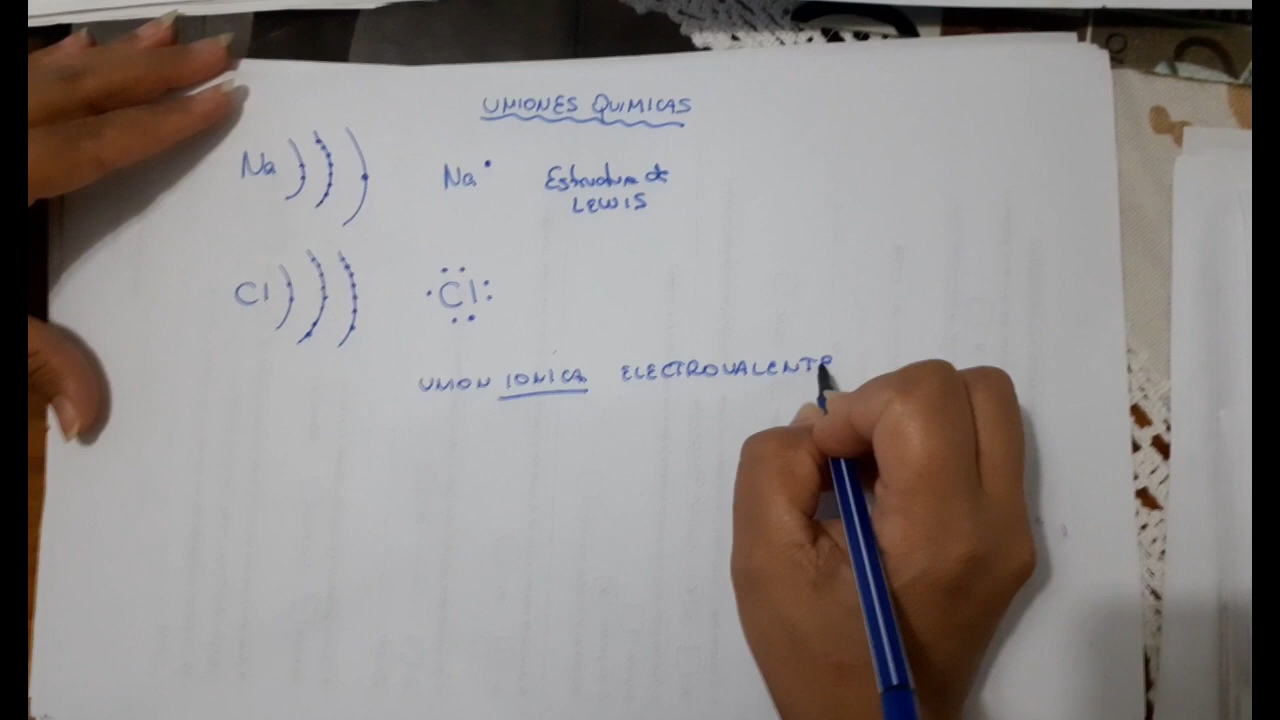 UNIONES QUIMICAS
Na Na Estructura de
LEWIS
Cl Cl
UNION IONICA ELECTROVALENTE